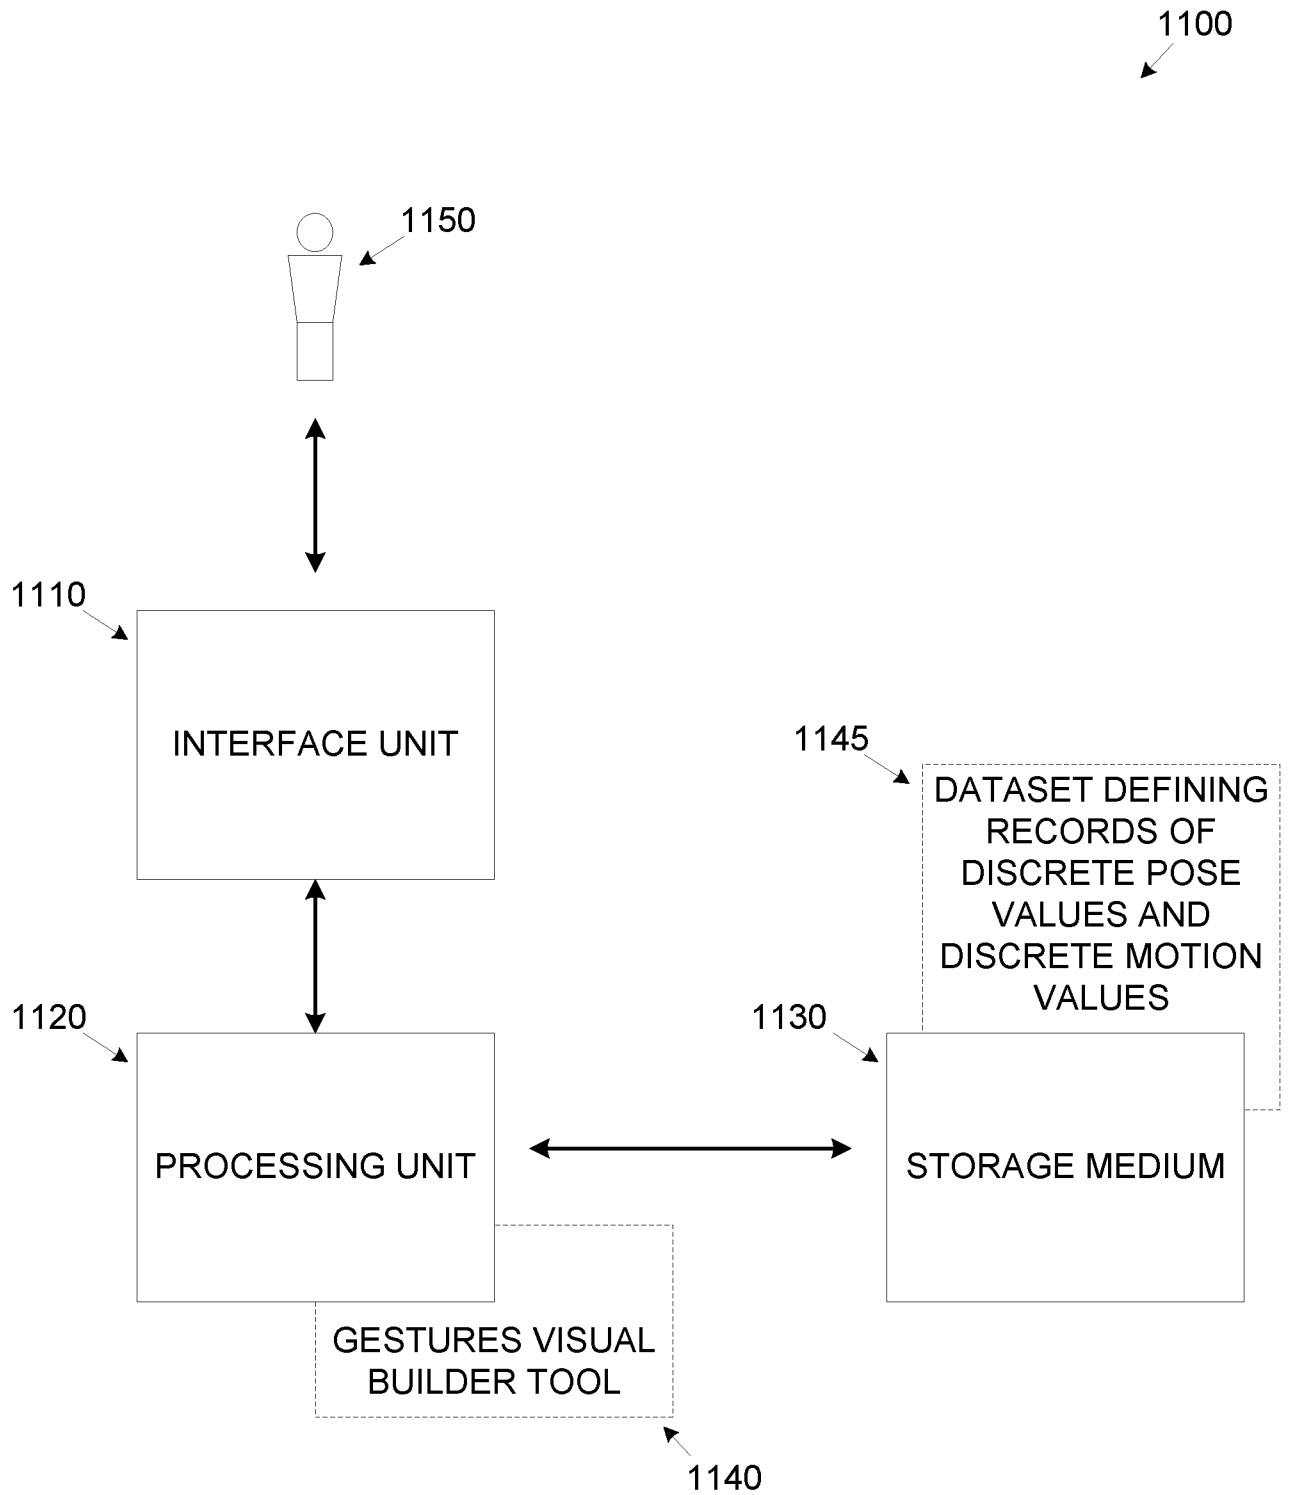 1100
1150
1110
INTERFACE UNIT
1145
DATASET DEFINING
RECORDS OF
DISCRETE POSE
VALUES AND
DISCRETE MOTION
VALUES
1120
1130
PROCESSING UNIT
STORAGE MEDIUM
GESTURES VISUAL
BUILDER TOOL
1140